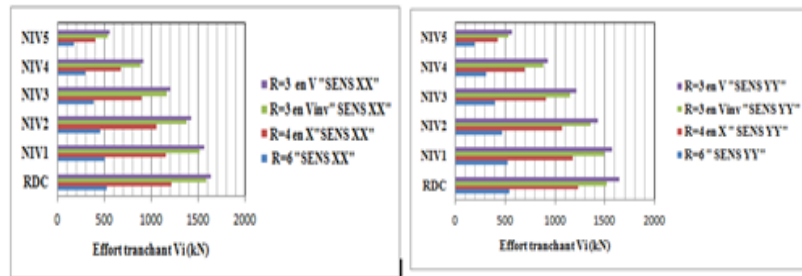 NIV5
NIV4
NIV3
NIV2
NIV1
RDC
0 500 1000 1500 2000
Effort tranchant Vi (kN)
R=3 en V "SENS XX"
R=3 en Vinv" SENS XX"
R=4 en X"SENS XX"
R=6 "SENS XX"
NIV5
NIV4
NIV3
NIV2
NIV1
RDC
0 500 1000 1500 2000
Effort tranchant Vi (kN)
R=3 en V "SENS YY"
R=3 en Vinv "SENS YY"
R=4 en X " SENS YY"
R=6 " SENS YY"